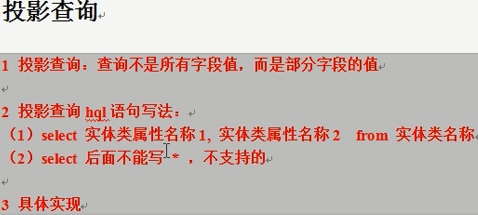 投影查询
1 投影查询：查询不是所有字段值，而是部分字段的值
2 投影查询 hql 语句写法：
（1）select 实体类属性名称 1, 实体类属性名称 2 from 实体类名称
（2）select 后面不能写 * ，不支持的
3 具体实现